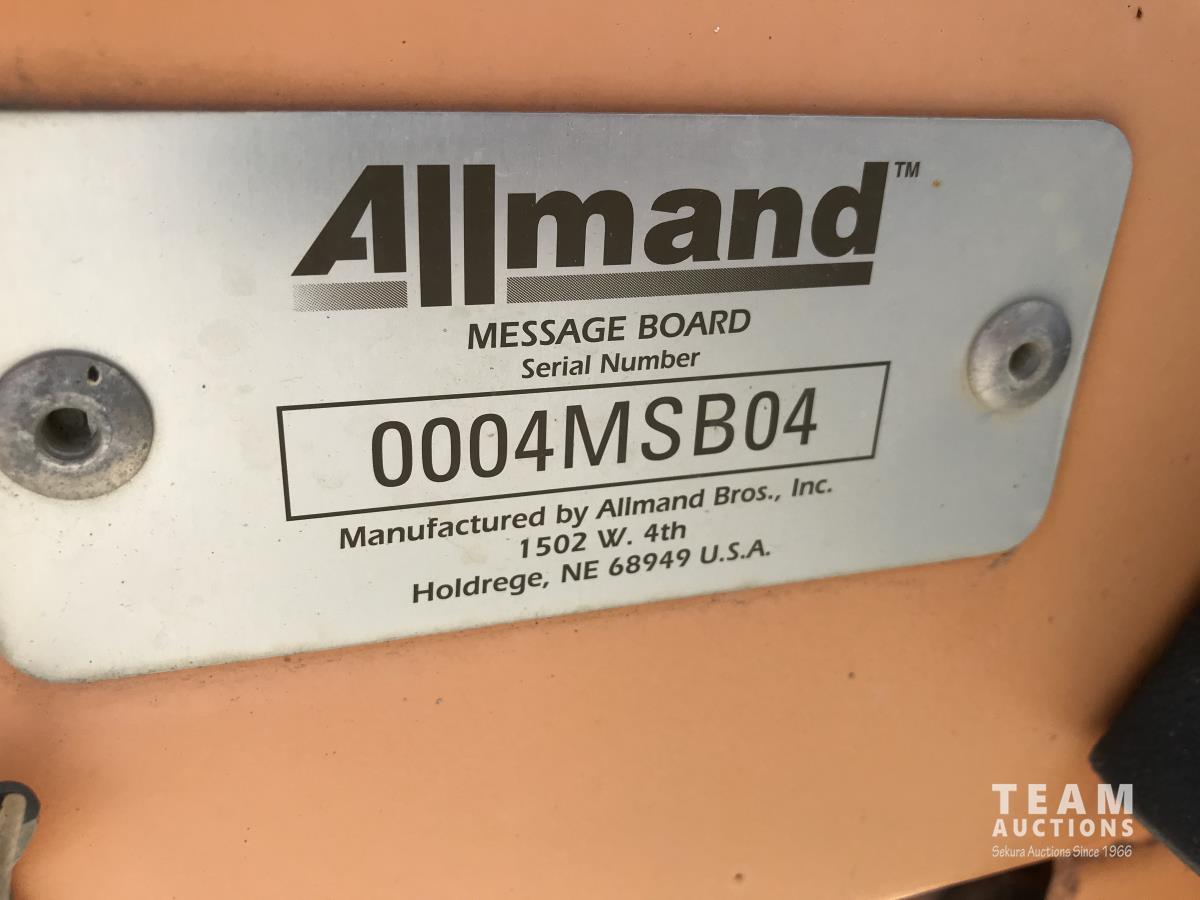 Allmand™
MESSAGE BOARD
Serial Number
0004MSB04
Manufactured by Allmand Bros., Inc.
1502 W. 4th
Holdrege, NE 68949 U.S.A.
TEAM
AUCTIONS
Sekura Auctions Since 1966